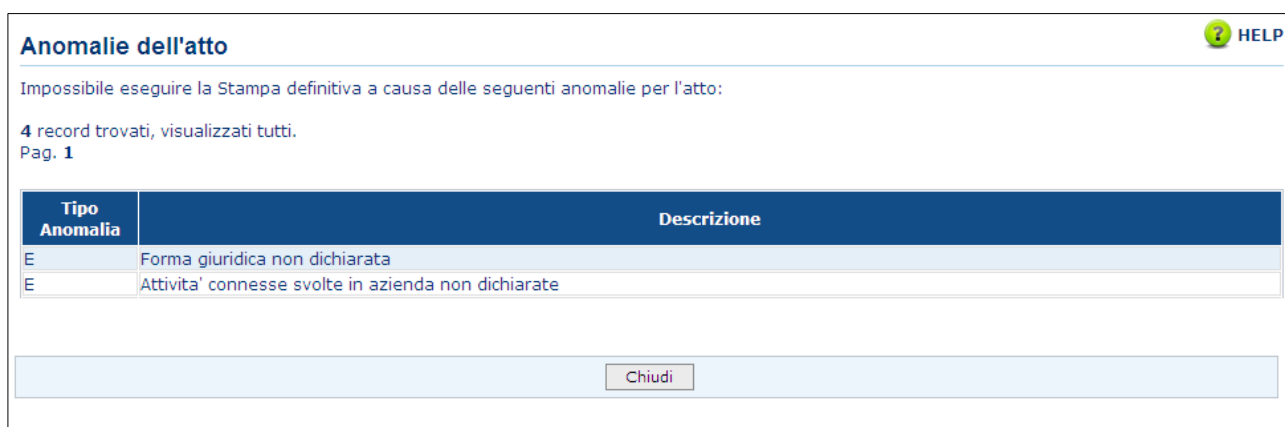 Anomalie dell'atto
HELP
Impossibile eseguire la Stampa definitiva a causa delle seguenti anomalie per l'atto:
4 record trovati, visualizzati tutti.
Pag. 1
Tipo Anomalia
Descrizione
E Forma giuridica non dichiarata
E Attivita' connesse svolte in azienda non dichiarate
Chiudi